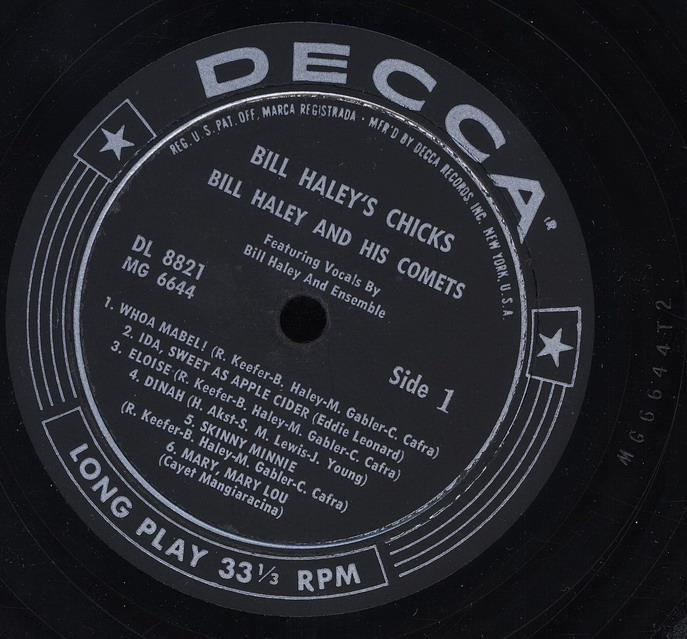 DECCA
®
REG. U.S. PAT. OFF. MARCA REGISTRADA · MFR'D BY DECCA RECORDS, INC. NEW YORK, U.S.A.
BILL HALEY'S CHICKS
BILL HALEY AND HIS COMETS
Featuring Vocals By
Bill Haley And Ensemble
DL 8821
MG 6644
Side 1
1. WHOA MABEL! (R. Keefer-B. Haley-M. Gabler-C. Cafra)
2. IDA, SWEET AS APPLE CIDER (Eddie Leonard)
3. ELOISE (R. Keefer-B. Haley-M. Gabler-C. Cafra)
4. DINAH (H. Akst-S. M. Lewis-J. Young)
5. SKINNY MINNIE
(R. Keefer-B. Haley-M. Gabler-C. Cafra)
6. MARY, MARY LOU
(Cayet Mangiaracina)
LONG PLAY 33⅓ RPM
MG6644T2